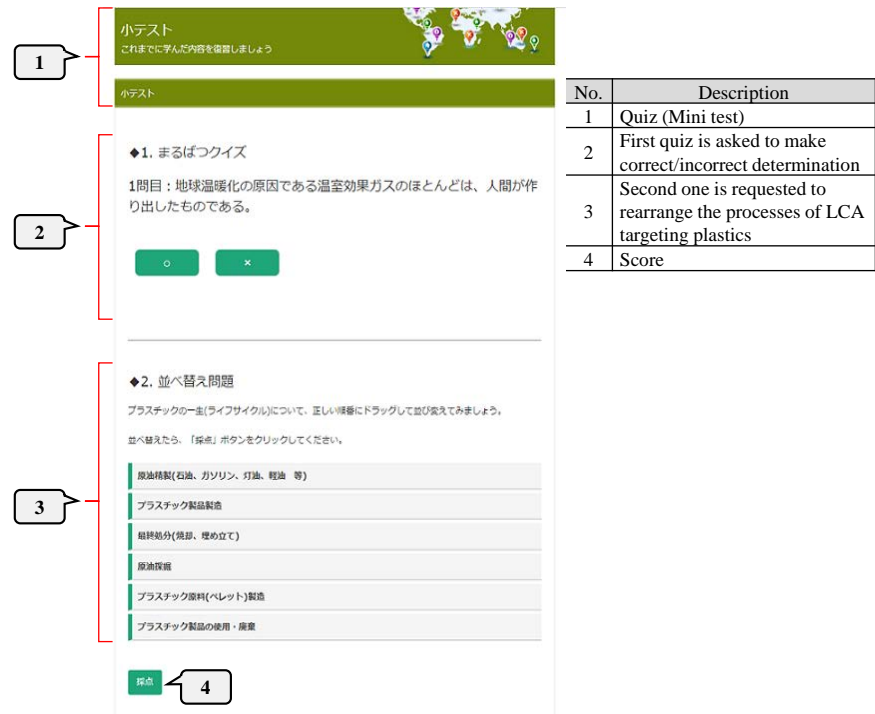 小テスト
これまでに学んだ内容を復習しましょう
1
小テスト
No. Description
1 Quiz (Mini test)
2 First quiz is asked to make
correct/incorrect determination
3 Second one is requested to
rearrange the processes of LCA
targeting plastics
4 Score
◆1. まるばつクイズ
1問目：地球温暖化の原因である温室効果ガスのほとんどは、人間が作
り出したものである。
2
○ ×
◆2. 並べ替え問題
プラスチックの一生(ライフサイクル)について、正しい順番にドラッグして並び変えてみましょう。
並べ替えたら、「採点」ボタンをクリックしてください。
原油精製(石油、ガソリン、灯油、軽油　等)
3
プラスチック製品製造
最終処分(焼却、埋め立て)
原油採掘
プラスチック原料(ペレット)製造
プラスチック製品の使用・廃棄
採点
4